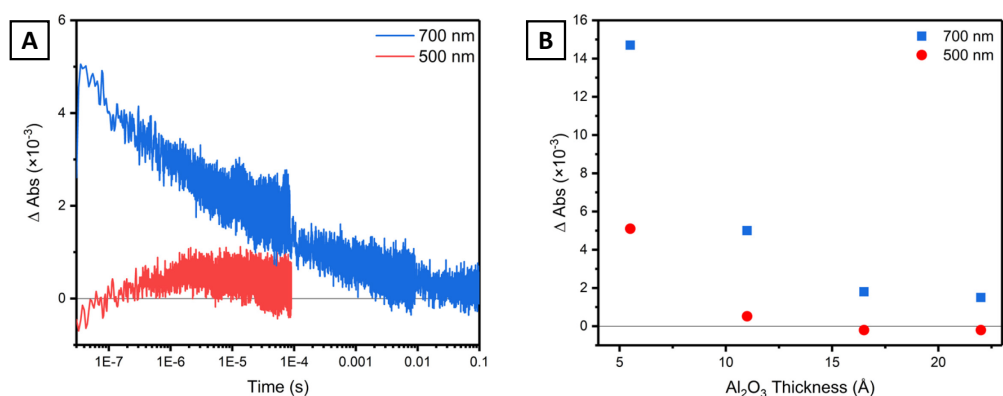 A
6
4
2
0
Δ Abs (×10⁻³)
700 nm
500 nm
1E-7
1E-6
1E-5
1E-4
0.001
0.01
0.1
Time (s)
B
16
14
12
10
8
6
4
2
0
Δ Abs (×10⁻³)
700 nm
500 nm
5
10
15
20
Al₂O₃ Thickness (Å)